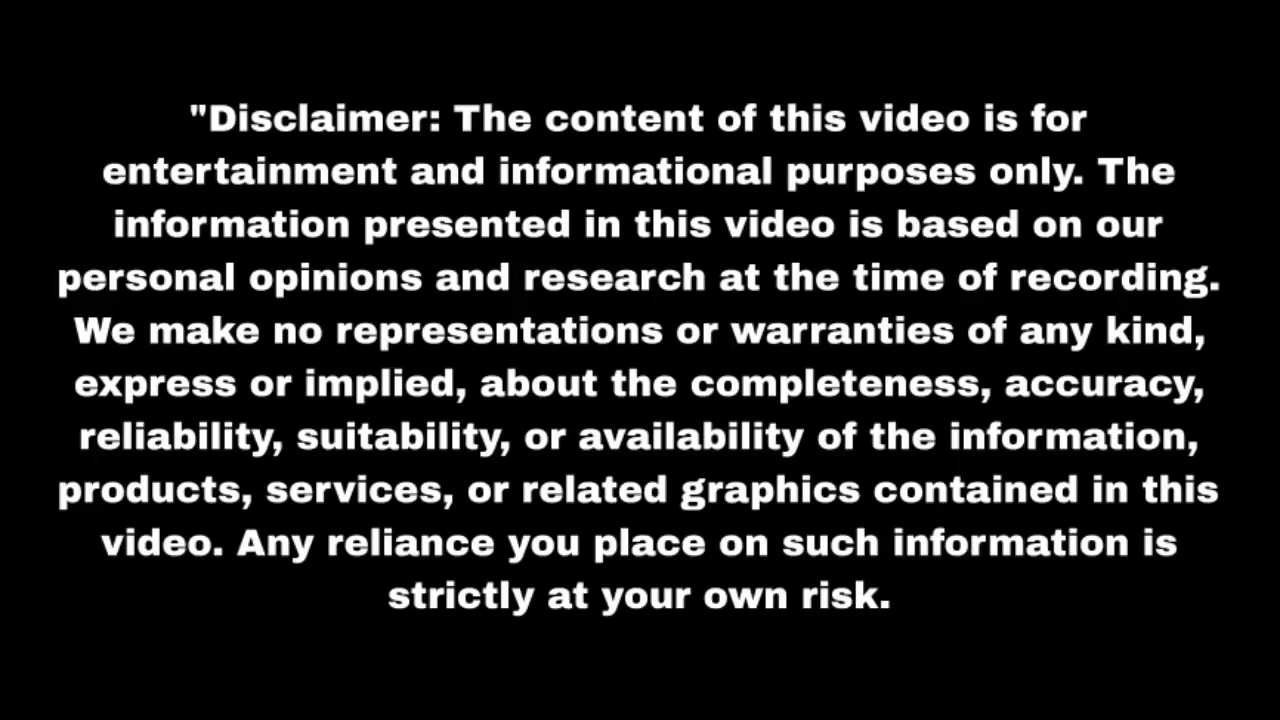 "Disclaimer: The content of this video is for
entertainment and informational purposes only. The
information presented in this video is based on our
personal opinions and research at the time of recording.
We make no representations or warranties of any kind,
express or implied, about the completeness, accuracy,
reliability, suitability, or availability of the information,
products, services, or related graphics contained in this
video. Any reliance you place on such information is
strictly at your own risk.